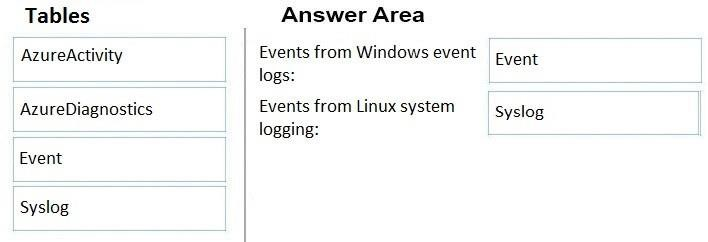 Tables
AzureActivity
AzureDiagnostics
Event
Syslog
Answer Area
Events from Windows event
logs:
Event
Events from Linux system
logging:
Syslog